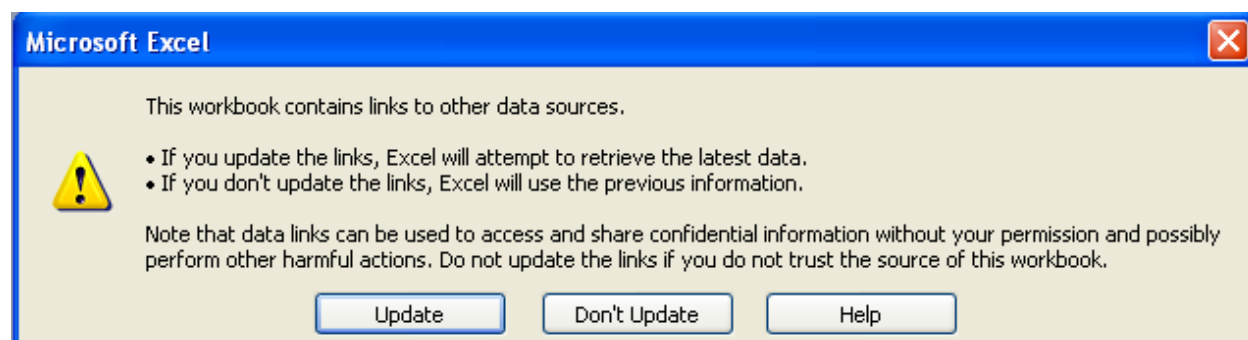 Microsoft Excel
This workbook contains links to other data sources.
• If you update the links, Excel will attempt to retrieve the latest data.
• If you don't update the links, Excel will use the previous information.
Note that data links can be used to access and share confidential information without your permission and possibly
perform other harmful actions. Do not update the links if you do not trust the source of this workbook.
Update Don't Update Help